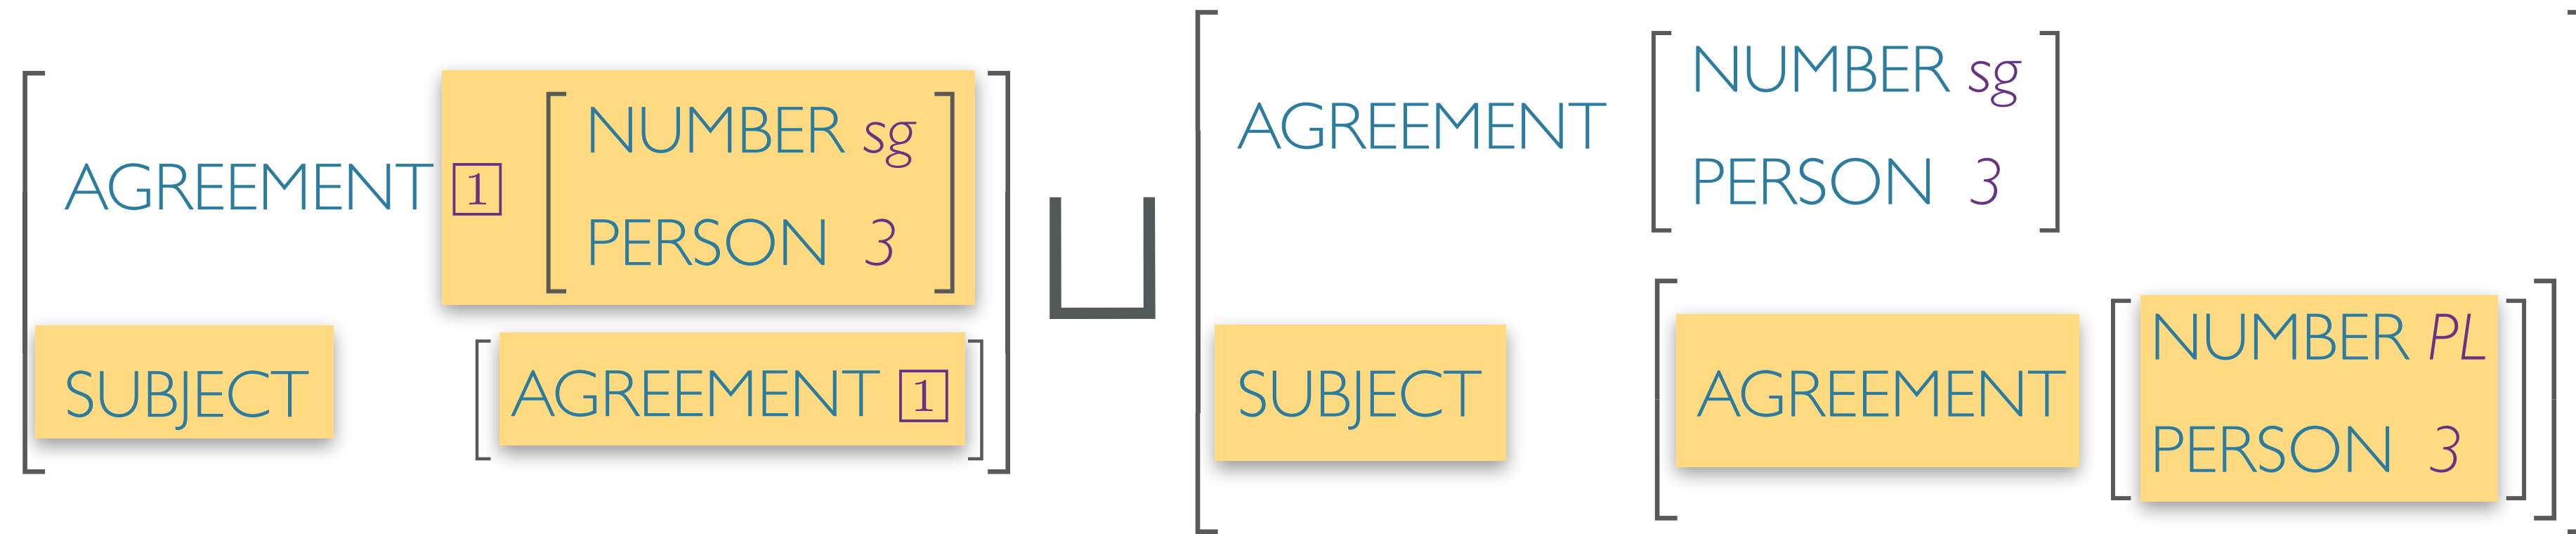 AGREEMENT 1 NUMBER sg
PERSON 3
SUBJECT AGREEMENT 1
⊔
AGREEMENT NUMBER sg
PERSON 3
SUBJECT AGREEMENT NUMBER PL
PERSON 3